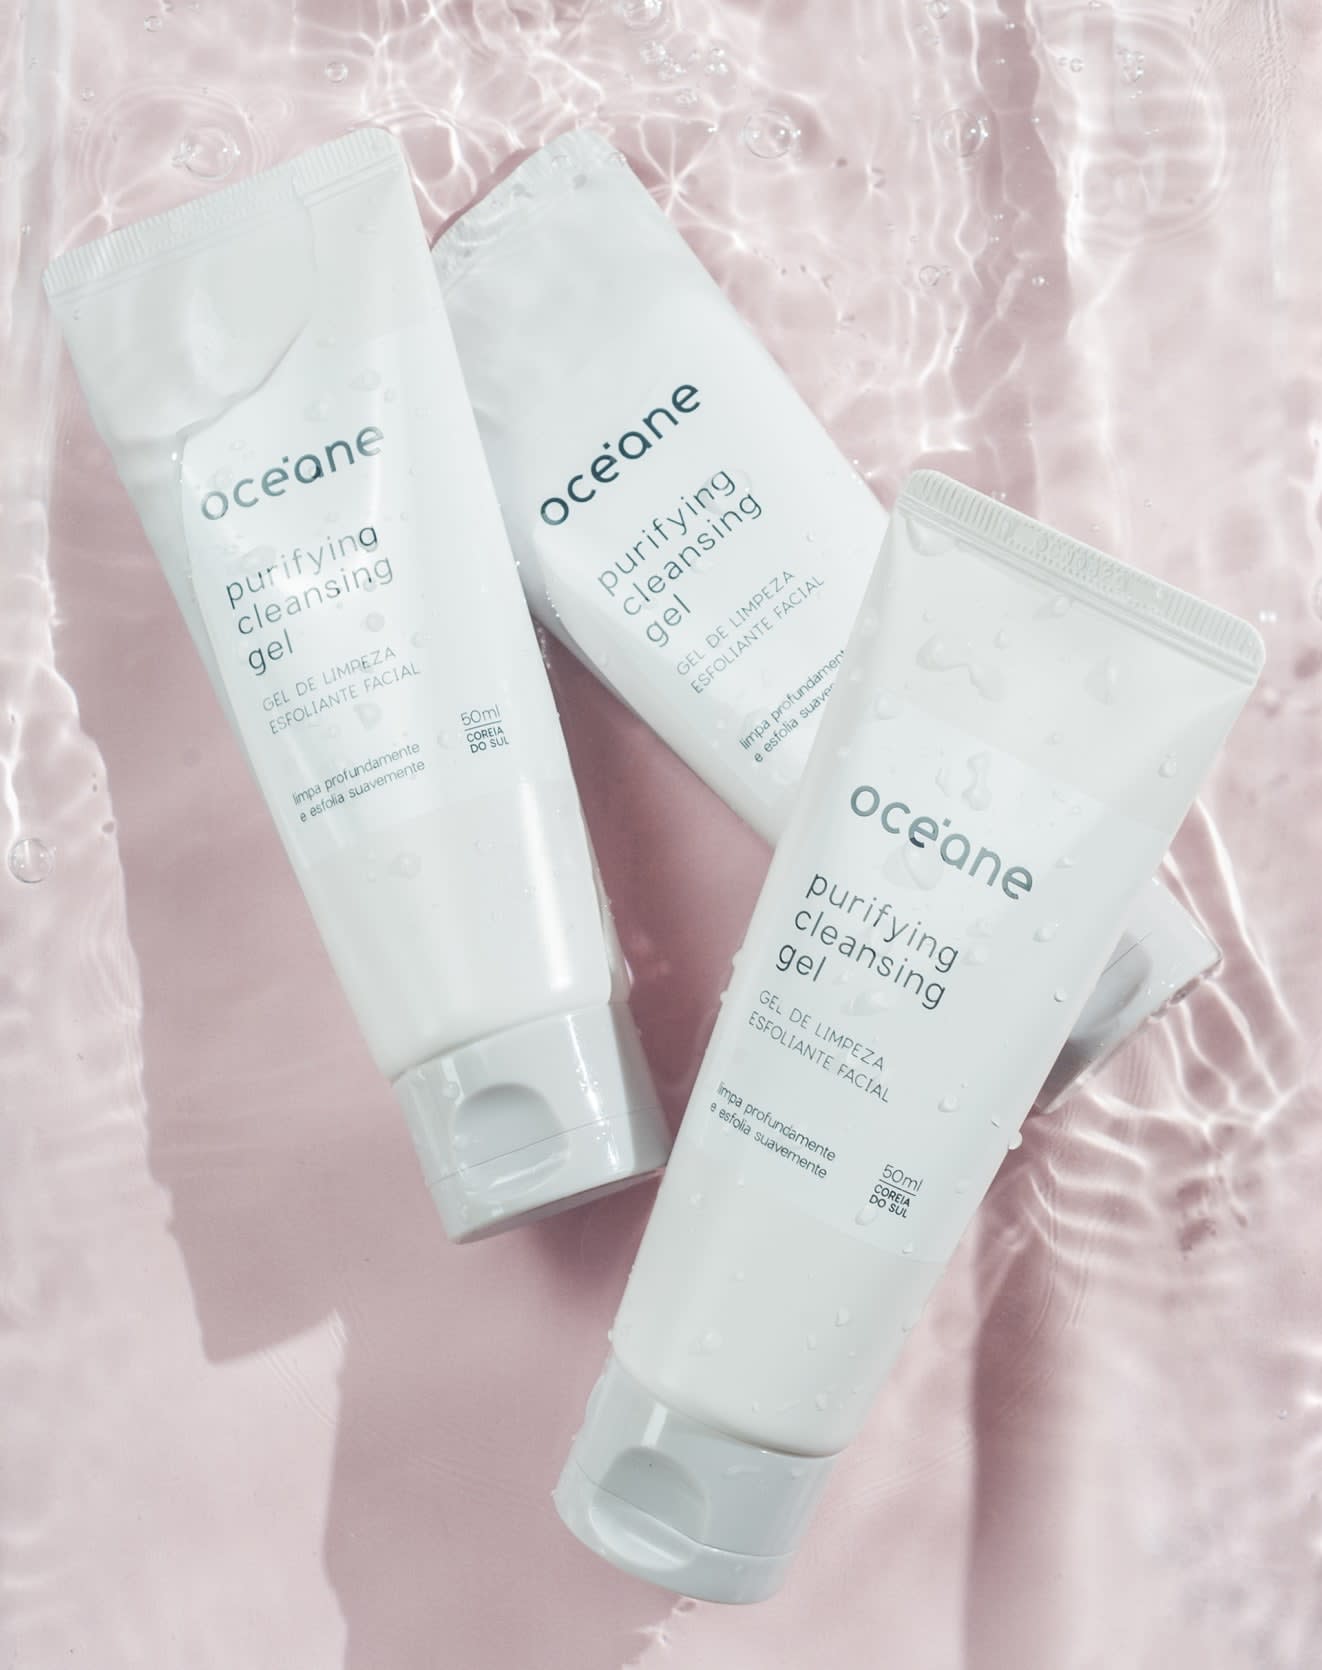 océane
purifying
cleansing
gel
GEL DE LIMPEZA
ESFOLIANTE FACIAL
limpa profundamente
e esfolia suavemente
50ml
COREIA
DO SUL
océane
purifying
cleansing
gel
GEL DE LIMPEZA
ESFOLIANTE FACIAL
limpa profundament
e esfolia suave
océane
purifying
cleansing
gel
GEL DE LIMPEZA
ESFOLIANTE FACIAL
limpa profundamente
e esfolia suavemente
50ml
COREIA
DO SUL